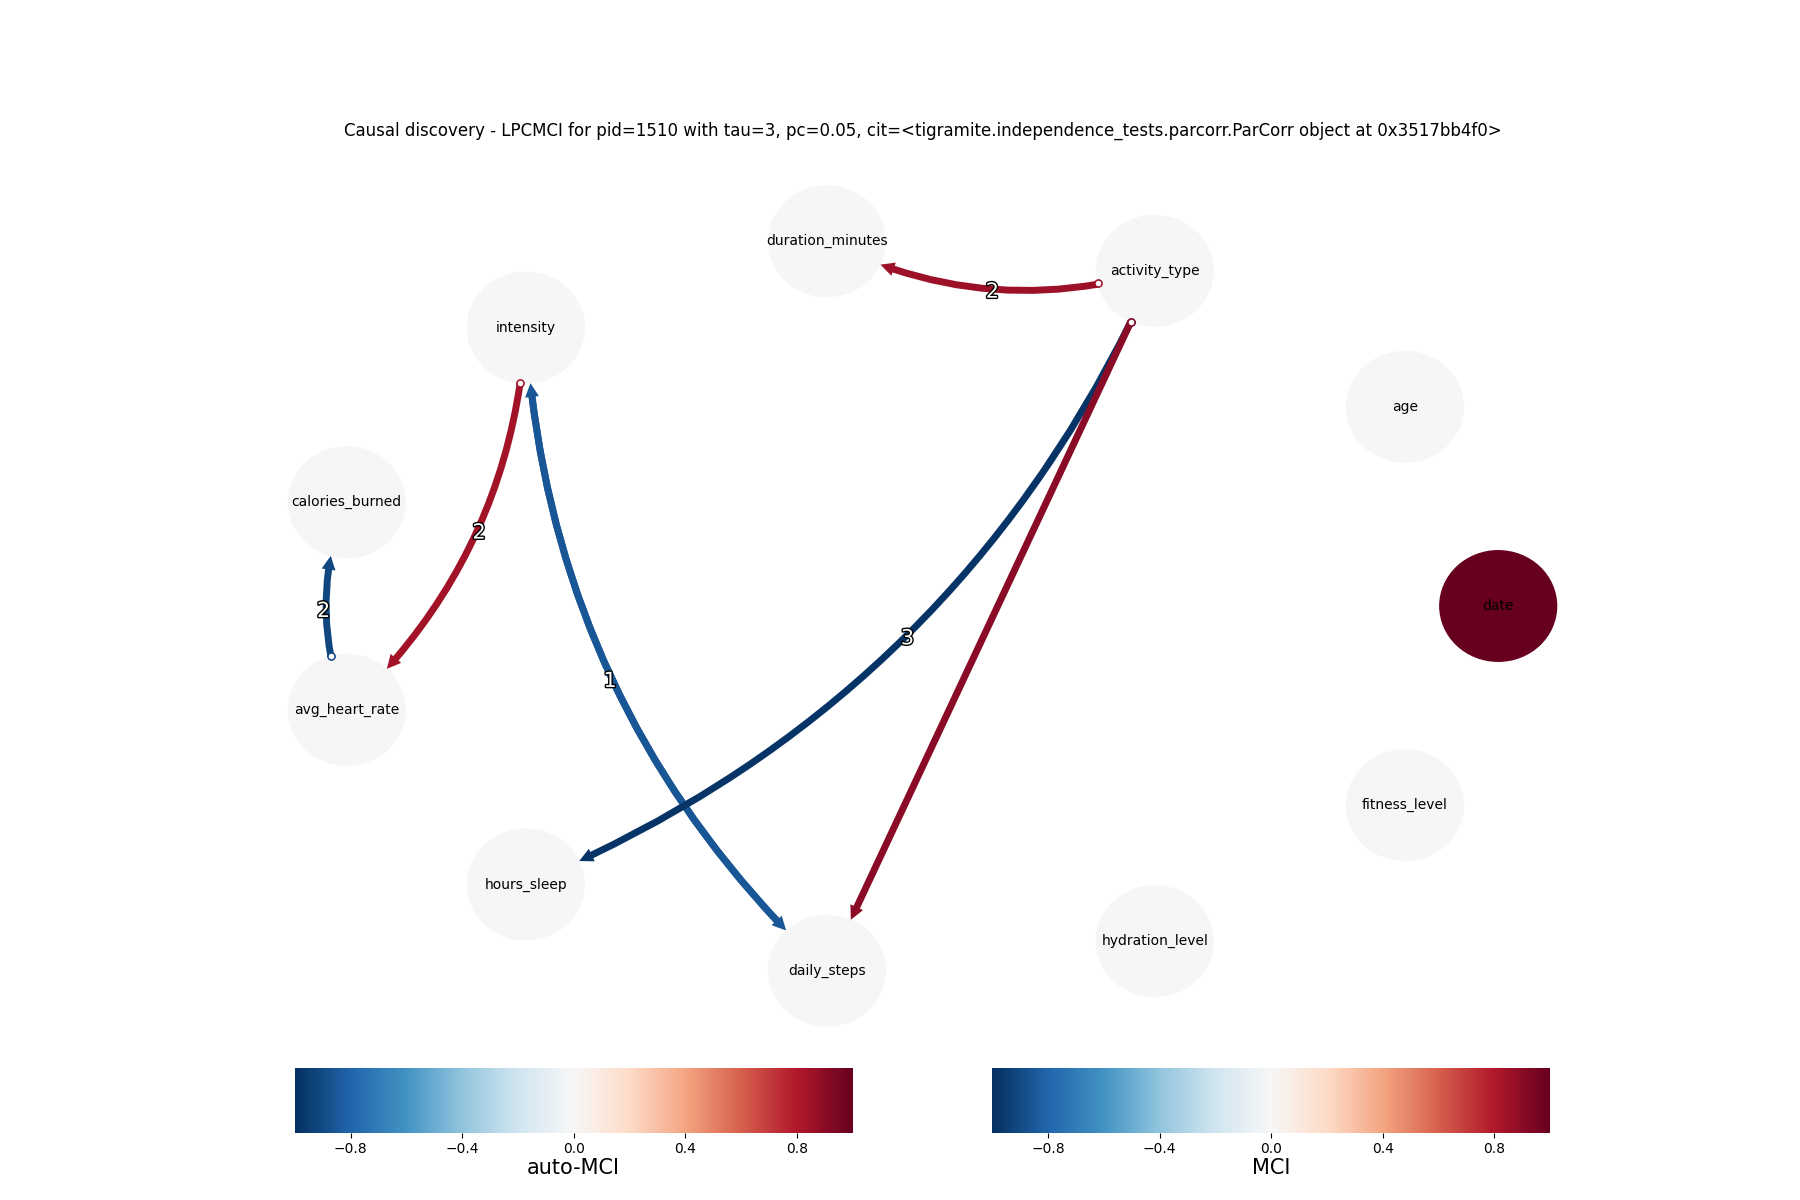 Causal discovery - LPCMCI for pid=1510 with tau=3, pc=0.05, cit=<tigramite.independence_tests.parcorr.ParCorr object at 0x3517bb4f0>
duration_minutes
activity_type
2
intensity
age
calories_burned
2
date
2
3
1
avg_heart_rate
fitness_level
hours_sleep
hydration_level
daily_steps
−0.8 −0.4 0.0 0.4 0.8
auto-MCI
−0.8 −0.4 0.0 0.4 0.8
MCI